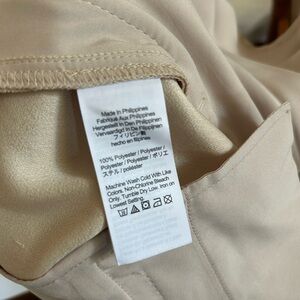 Made in Philippines
Fabriqué Aux Philippines
Hergestellt in Den Philippinen
Vervaardigd in De Filippijnen
フィリピン製
hecho en filipines
100% Polyester / Polyester /
Polyester / Polyester / ポリエ
ステル / poliéster
Machine Wash Cold With Like
Colors. Non-Chlorine Bleach
Only. Tumble Dry Low. Iron on
Lowest Setting